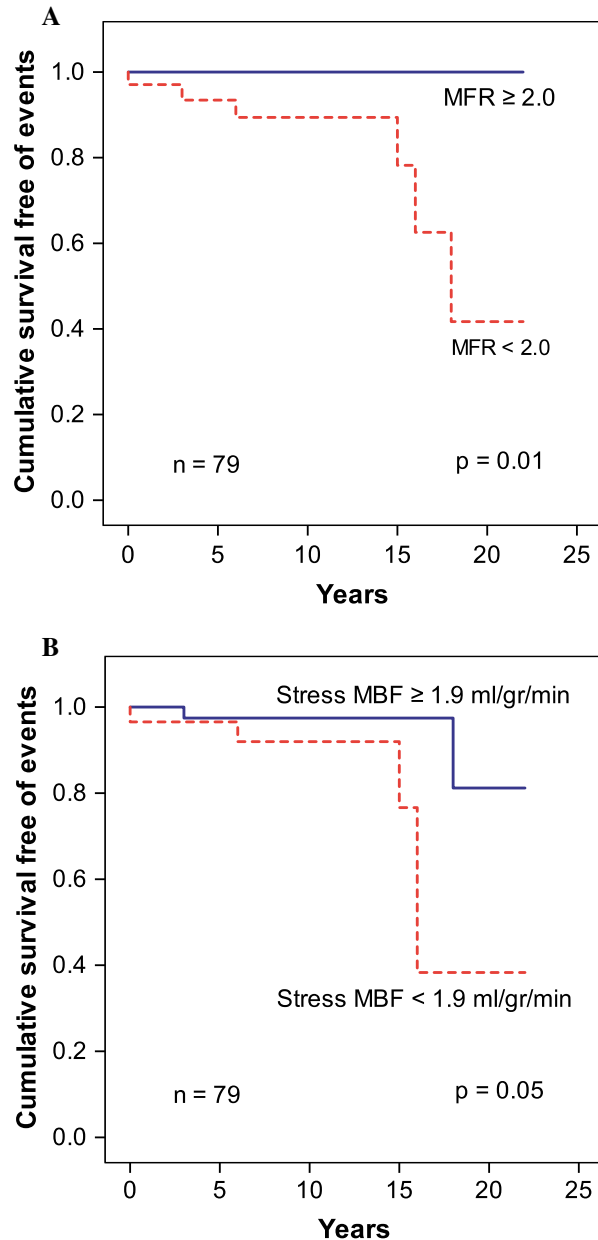 A
Cumulative survival free of events
1.0
0.8
0.6
0.4
0.2
0.0
MFR ≥ 2.0
MFR < 2.0
n = 79
p = 0.01
0 5 10 15 20 25
Years
B
Cumulative survival free of events
1.0
0.8
0.6
0.4
0.2
0.0
Stress MBF ≥ 1.9 ml/gr/min
Stress MBF < 1.9 ml/gr/min
n = 79
p = 0.05
0 5 10 15 20 25
Years